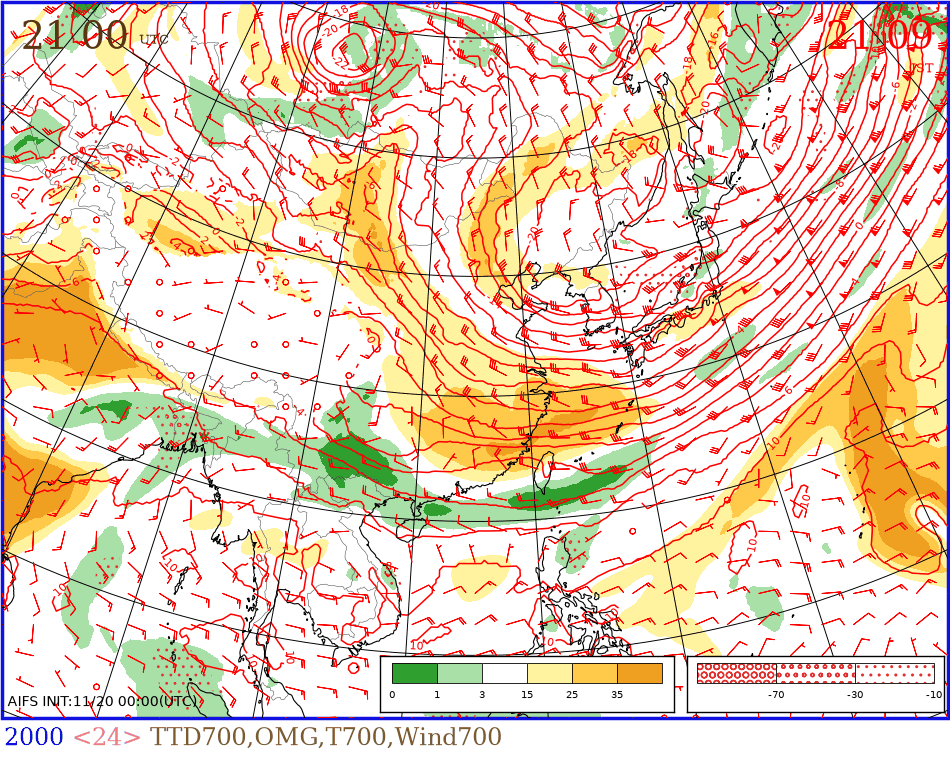 21.00 UTC 21.09 JST
AIFS INIT:11/20 00:00(UTC)
0 1 3 15 25 35
-70 -30 -10
2000 <24> TTD700,OMG,T700,Wind700